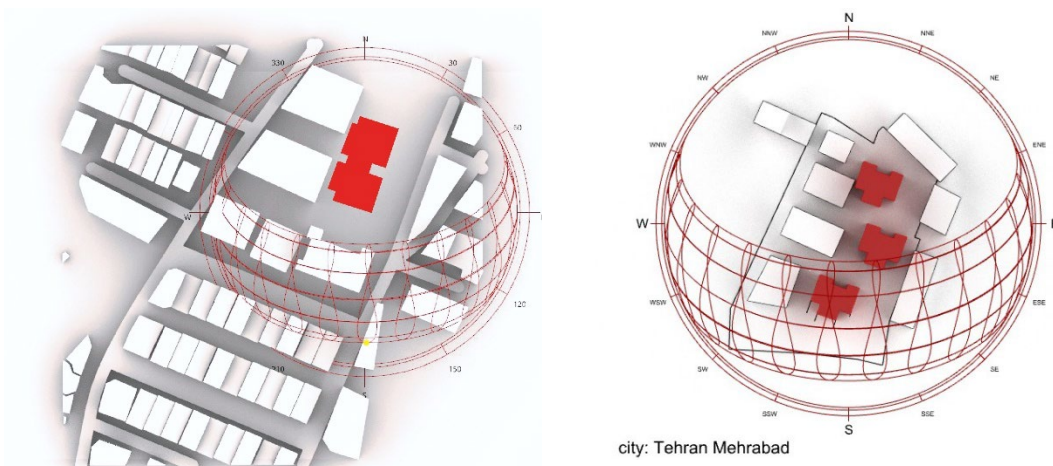 N
330
30
60
W
120
210
150
S
N
NNW
NNE
NW
NE
WNW
ENE
W
WSW
ESE
SW
SE
SSW
SSE
S
city: Tehran Mehrabad